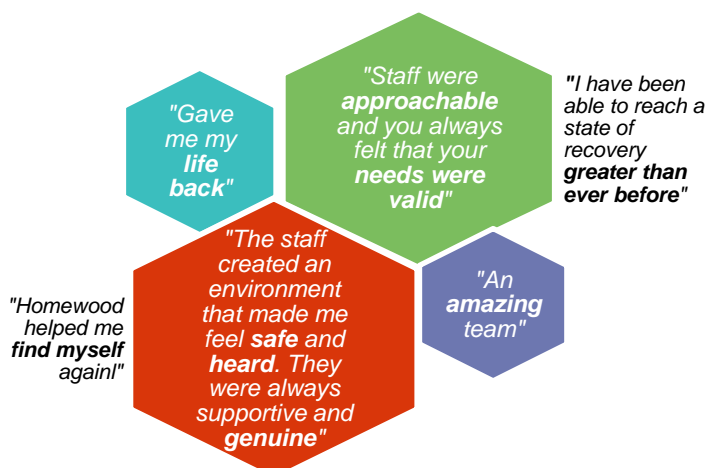 "Gave
me my
life
back"
"Staff were
approachable
and you always
felt that your
needs were
valid"
"I have been
able to reach a
state of
recovery
greater than
ever before"
"Homewood
helped me
find myself
again!"
"The staff
created an
environment
that made me
feel safe and
heard. They
were always
supportive and
genuine"
"An
amazing
team"